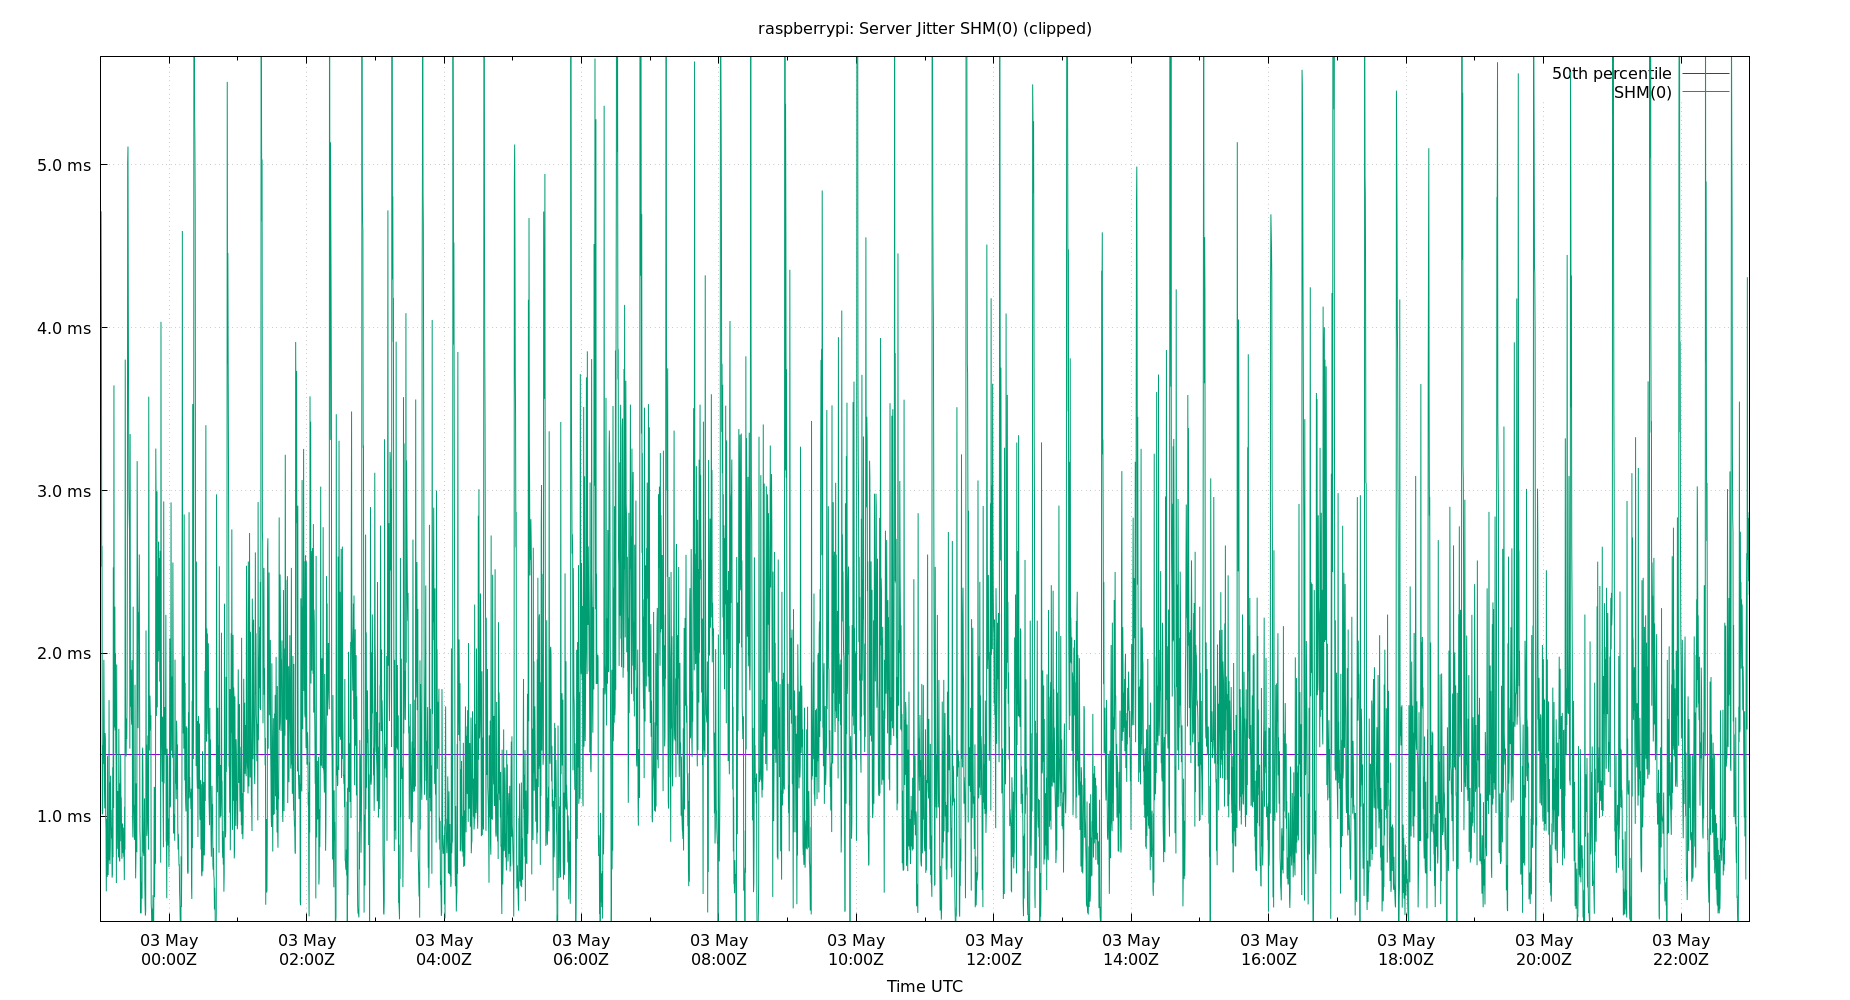 raspberrypi: Server Jitter SHM(0) (clipped)
50th percentile
SHM(0)
5.0 ms
4.0 ms
3.0 ms
2.0 ms
1.0 ms
03 May 03 May 03 May 03 May 03 May 03 May 03 May 03 May 03 May 03 May 03 May 03 May
00:00Z 02:00Z 04:00Z 06:00Z 08:00Z 10:00Z 12:00Z 14:00Z 16:00Z 18:00Z 20:00Z 22:00Z
Time UTC